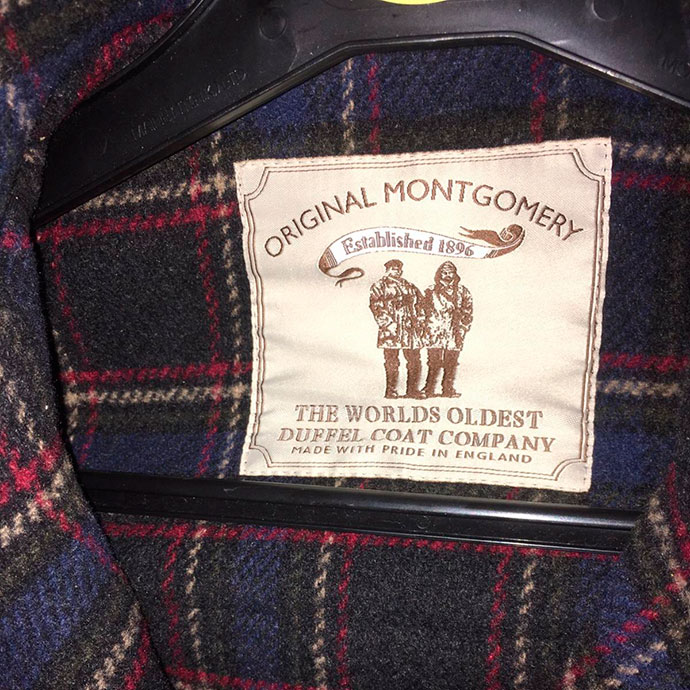 ORIGINAL MONTGOMERY
Established 1896
THE WORLDS OLDEST
DUFFEL COAT COMPANY
MADE WITH PRIDE IN ENGLAND